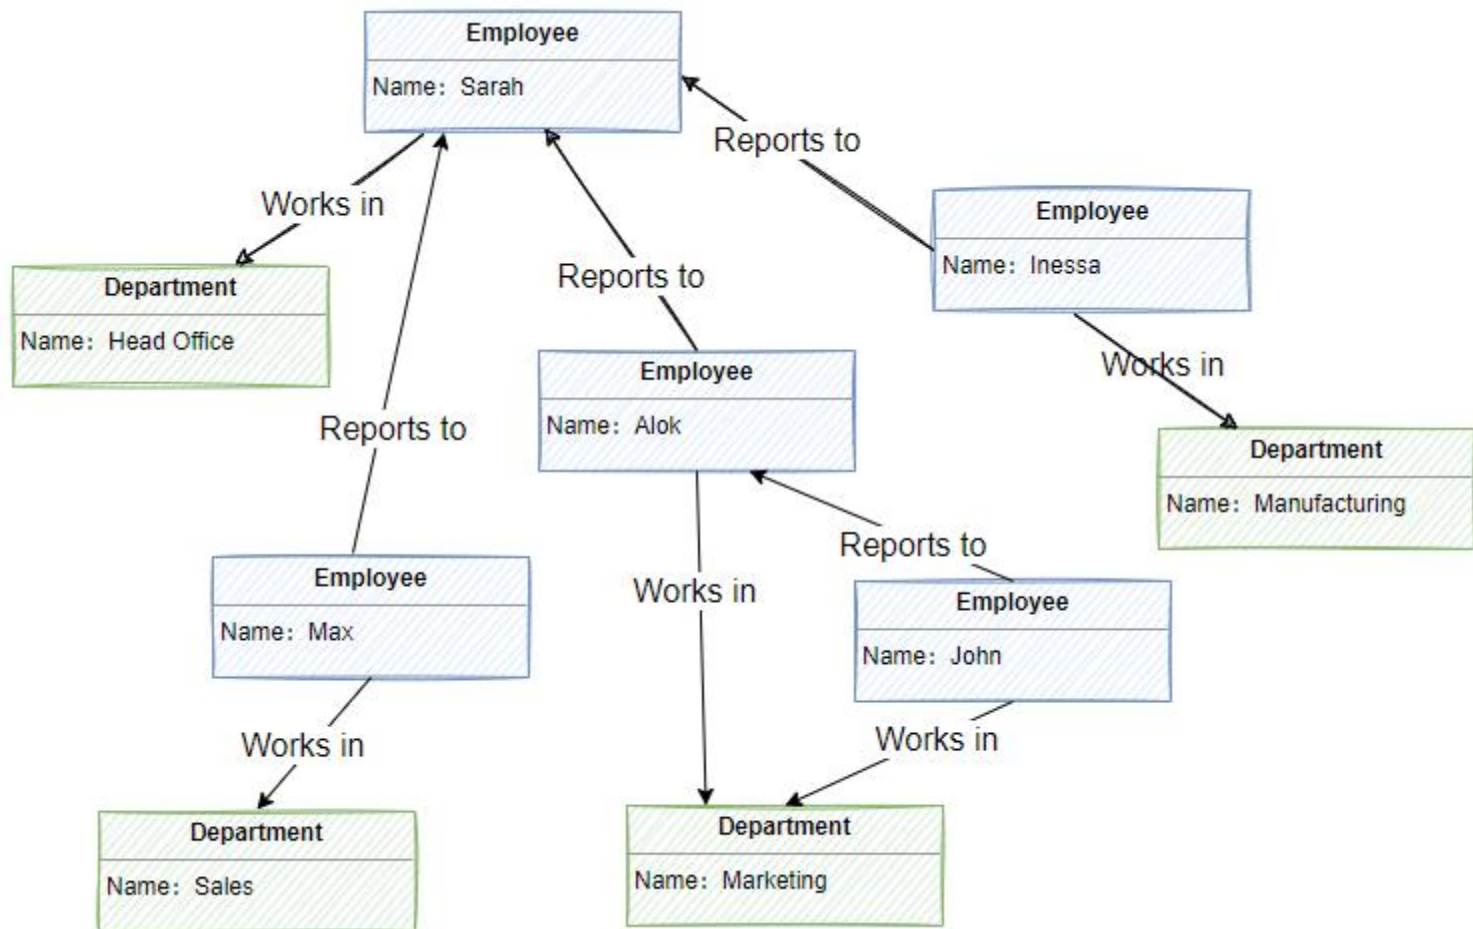 Employee
Name: Sarah
Reports to
Works in
Employee
Name: Inessa
Department
Name: Head Office
Reports to
Employee
Name: Alok
Works in
Reports to
Department
Name: Manufacturing
Reports to
Employee
Name: Max
Works in
Employee
Name: John
Works in
Works in
Department
Name: Sales
Department
Name: Marketing